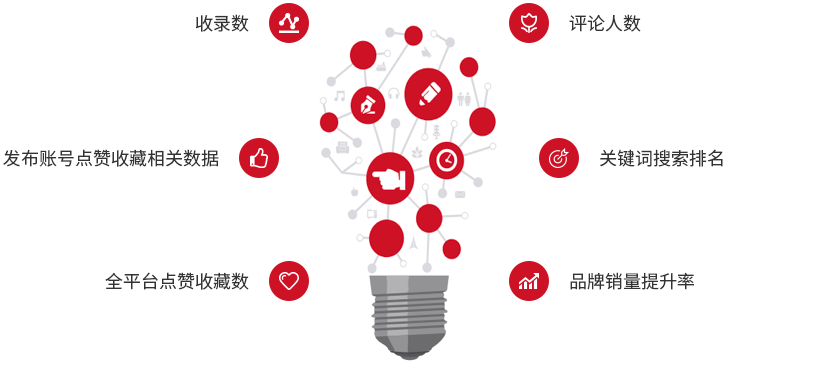 收录数
评论人数
发布账号点赞收藏相关数据
关键词搜索排名
全平台点赞收藏数
品牌销量提升率